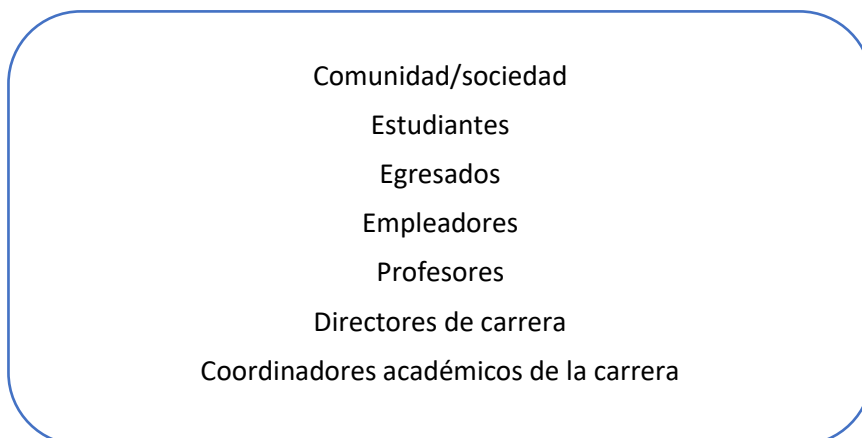 Comunidad/sociedad
Estudiantes
Egresados
Empleadores
Profesores
Directores de carrera
Coordinadores académicos de la carrera